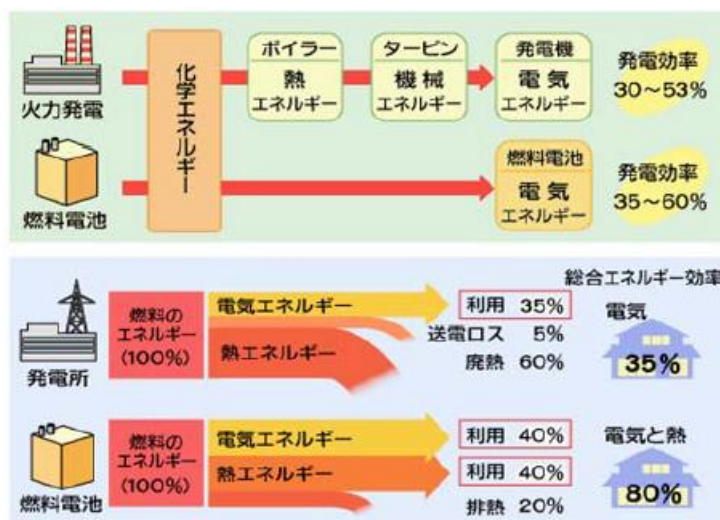 火力発電
化学エネルギー
ボイラー
熱
エネルギー
タービン
機械
エネルギー
発電機
電気
エネルギー
発電効率
30～53%
燃料電池
燃料電池
電気
エネルギー
発電効率
35～60%
総合エネルギー効率
発電所
燃料の
エネルギー
(100%)
電気エネルギー
熱エネルギー
利用 35%
送電ロス 5%
廃熱 60%
電気
35%
燃料電池
燃料の
エネルギー
(100%)
電気エネルギー
熱エネルギー
利用 40%
利用 40%
排熱 20%
電気と熱
80%